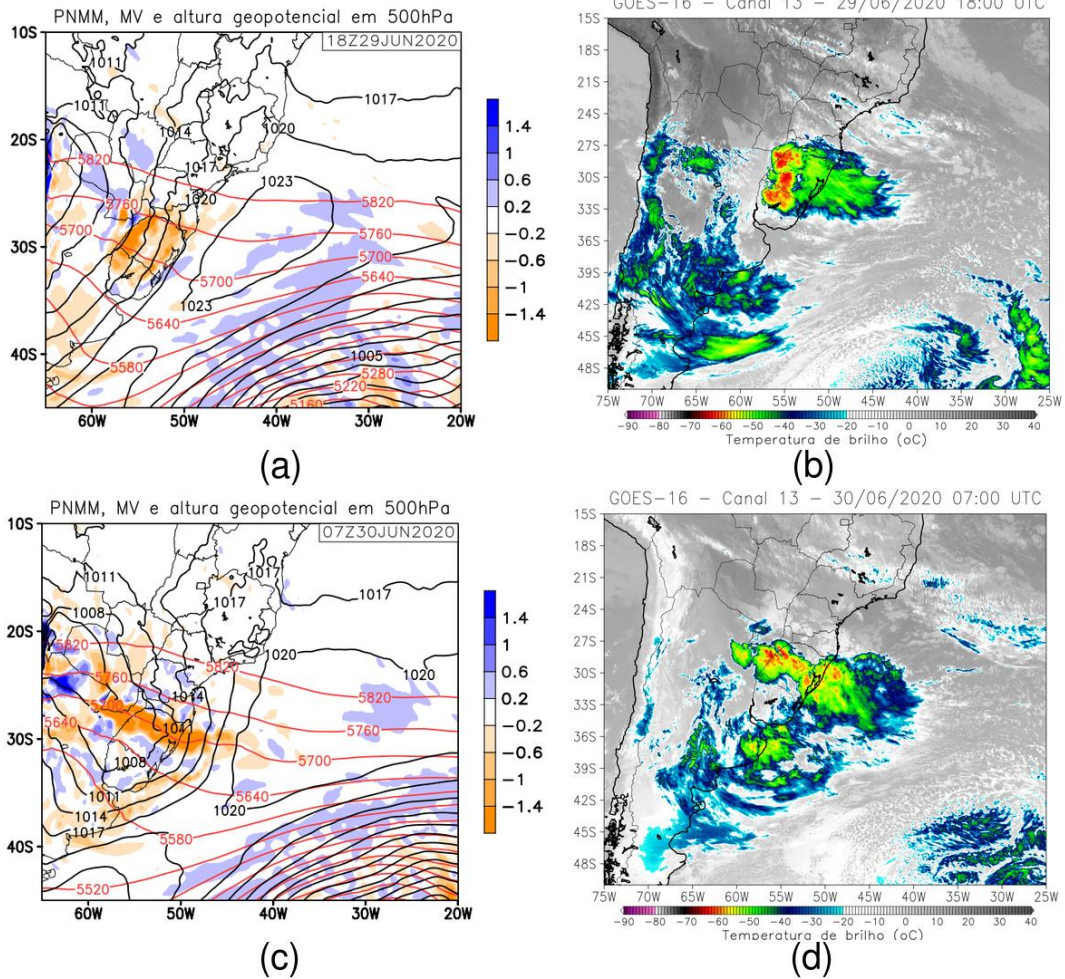 PNMM, MV e altura geopotencial em 500hPa
18Z29JUN2020
10S
20S
30S
40S
60W 50W 40W 30W 20W
1011
1011
1014
1017
1020
1017
1020
1023
1023
1005
5820
5760
5700
5640
5580
5700
5820
5760
5700
5640
5280
5220
5160
1.4
1
0.6
0.2
−0.2
−0.6
−1
−1.4
(a)
GOES−16 − Canal 13 − 29/06/2020 18:00 UTC
15S
18S
21S
24S
27S
30S
33S
36S
39S
42S
45S
48S
75W 70W 65W 60W 55W 50W 45W 40W 35W 30W 25W
−90 −80 −70 −60 −50 −40 −30 −20 −10 0 10 20 30 40
Temperatura de brilho (oC)
(b)
PNMM, MV e altura geopotencial em 500hPa
07Z30JUN2020
10S
20S
30S
40S
60W 50W 40W 30W 20W
1011
1008
1017
1017
1017
1020
1020
1014
1008
1011
1014
1017
1020
5820
5760
5700
5640
5820
5820
5760
5700
5640
5580
5520
1.4
1
0.6
0.2
−0.2
−0.6
−1
−1.4
(c)
GOES−16 − Canal 13 − 30/06/2020 07:00 UTC
15S
18S
21S
24S
27S
30S
33S
36S
39S
42S
45S
48S
75W 70W 65W 60W 55W 50W 45W 40W 35W 30W 25W
−90 −80 −70 −60 −50 −40 −30 −20 −10 0 10 20 30 40
Temperatura de brilho (oC)
(d)